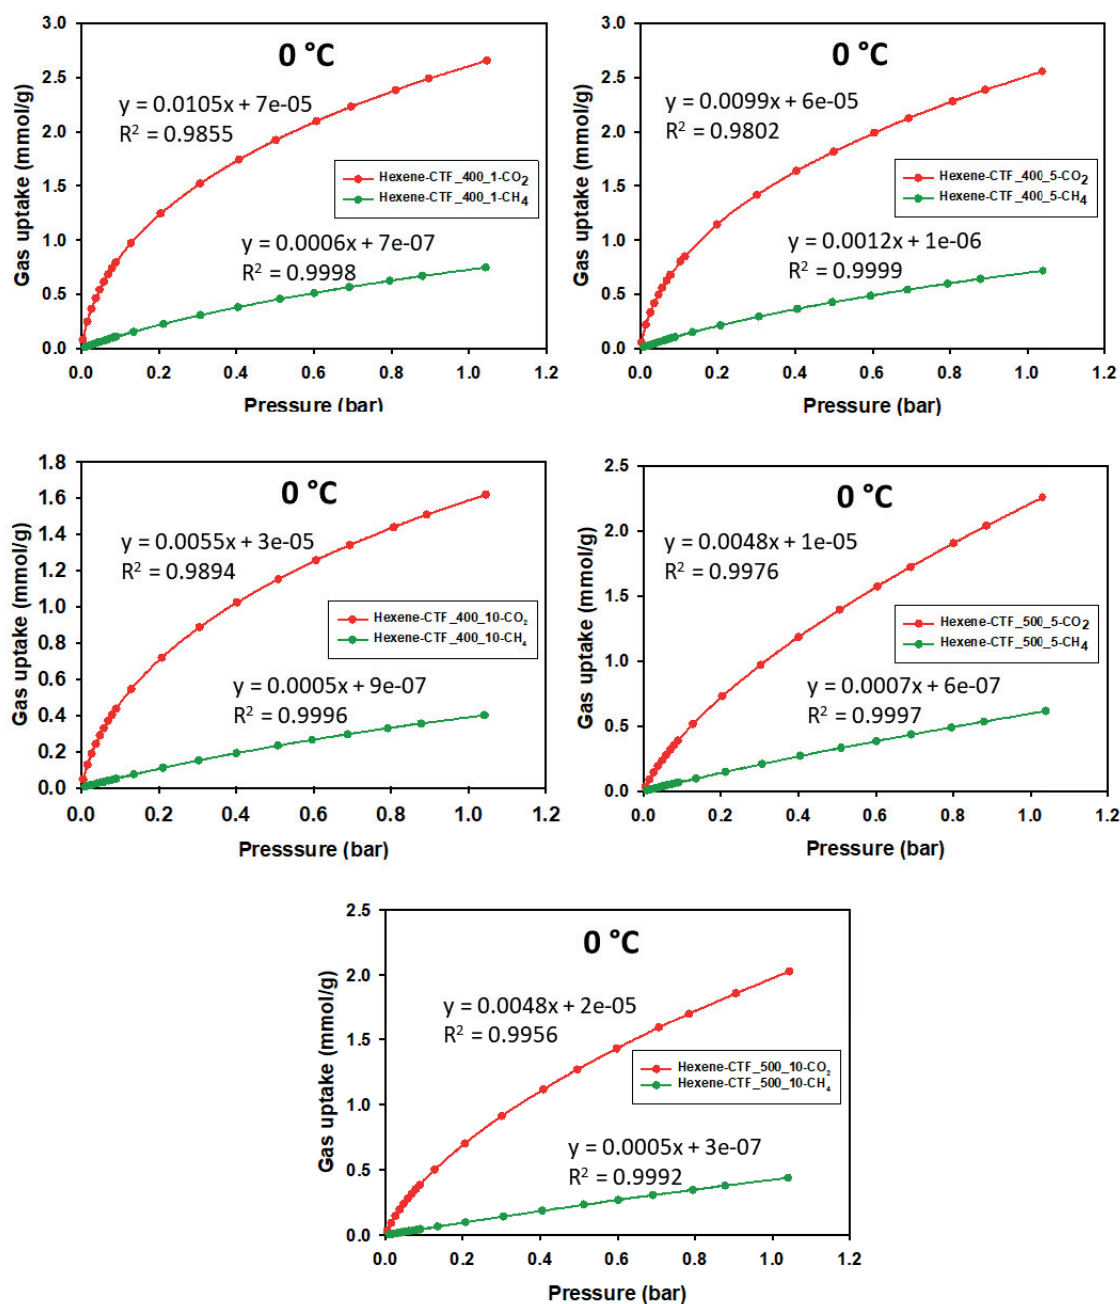 0 °C
y = 0.0105x + 7e-05
R² = 0.9855
Hexene-CTF_400_1-CO₂
Hexene-CTF_400_1-CH₄
y = 0.0006x + 7e-07
R² = 0.9998
Gas uptake (mmol/g)
3.0
2.5
2.0
1.5
1.0
0.5
0.0
0.0 0.2 0.4 0.6 0.8 1.0 1.2
Pressure (bar)
0 °C
y = 0.0099x + 6e-05
R² = 0.9802
Hexene-CTF_400_5-CO₂
Hexene-CTF_400_5-CH₄
y = 0.0012x + 1e-06
R² = 0.9999
Gas uptake (mmol/g)
3.0
2.5
2.0
1.5
1.0
0.5
0.0
0.0 0.2 0.4 0.6 0.8 1.0 1.2
Pressure (bar)
0 °C
y = 0.0055x + 3e-05
R² = 0.9894
Hexene-CTF_400_10-CO₂
Hexene-CTF_400_10-CH₄
y = 0.0005x + 9e-07
R² = 0.9996
Gas uptake (mmol/g)
1.8
1.6
1.4
1.2
1.0
0.8
0.6
0.4
0.2
0.0
0.0 0.2 0.4 0.6 0.8 1.0 1.2
Presssure (bar)
0 °C
y = 0.0048x + 1e-05
R² = 0.9976
Hexene-CTF_500_5-CO₂
Hexene-CTF_500_5-CH₄
y = 0.0007x + 6e-07
R² = 0.9997
Gas uptake (mmol/g)
2.5
2.0
1.5
1.0
0.5
0.0
0.0 0.2 0.4 0.6 0.8 1.0 1.2
Pressure (bar)
0 °C
y = 0.0048x + 2e-05
R² = 0.9956
Hexene-CTF_500_10-CO₂
Hexene-CTF_500_10-CH₄
y = 0.0005x + 3e-07
R² = 0.9992
Gas uptake (mmol/g)
2.5
2.0
1.5
1.0
0.5
0.0
0.0 0.2 0.4 0.6 0.8 1.0 1.2
Pressure (bar)